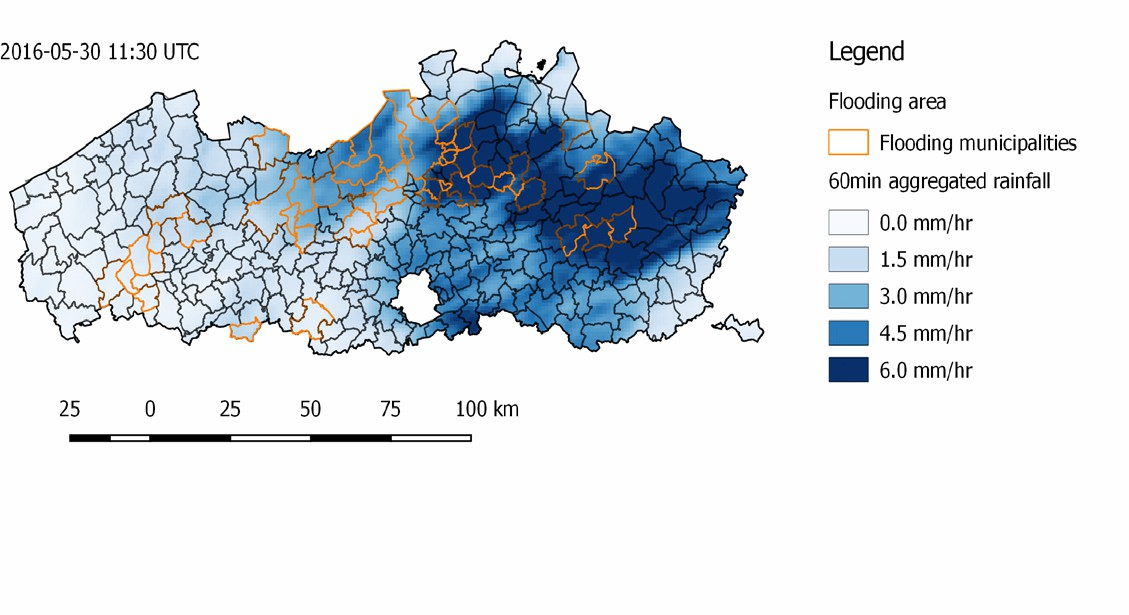 2016-05-30 11:30 UTC
Legend
Flooding area
Flooding municipalities
60min aggregated rainfall
0.0 mm/hr
1.5 mm/hr
3.0 mm/hr
4.5 mm/hr
6.0 mm/hr
25 0 25 50 75 100 km